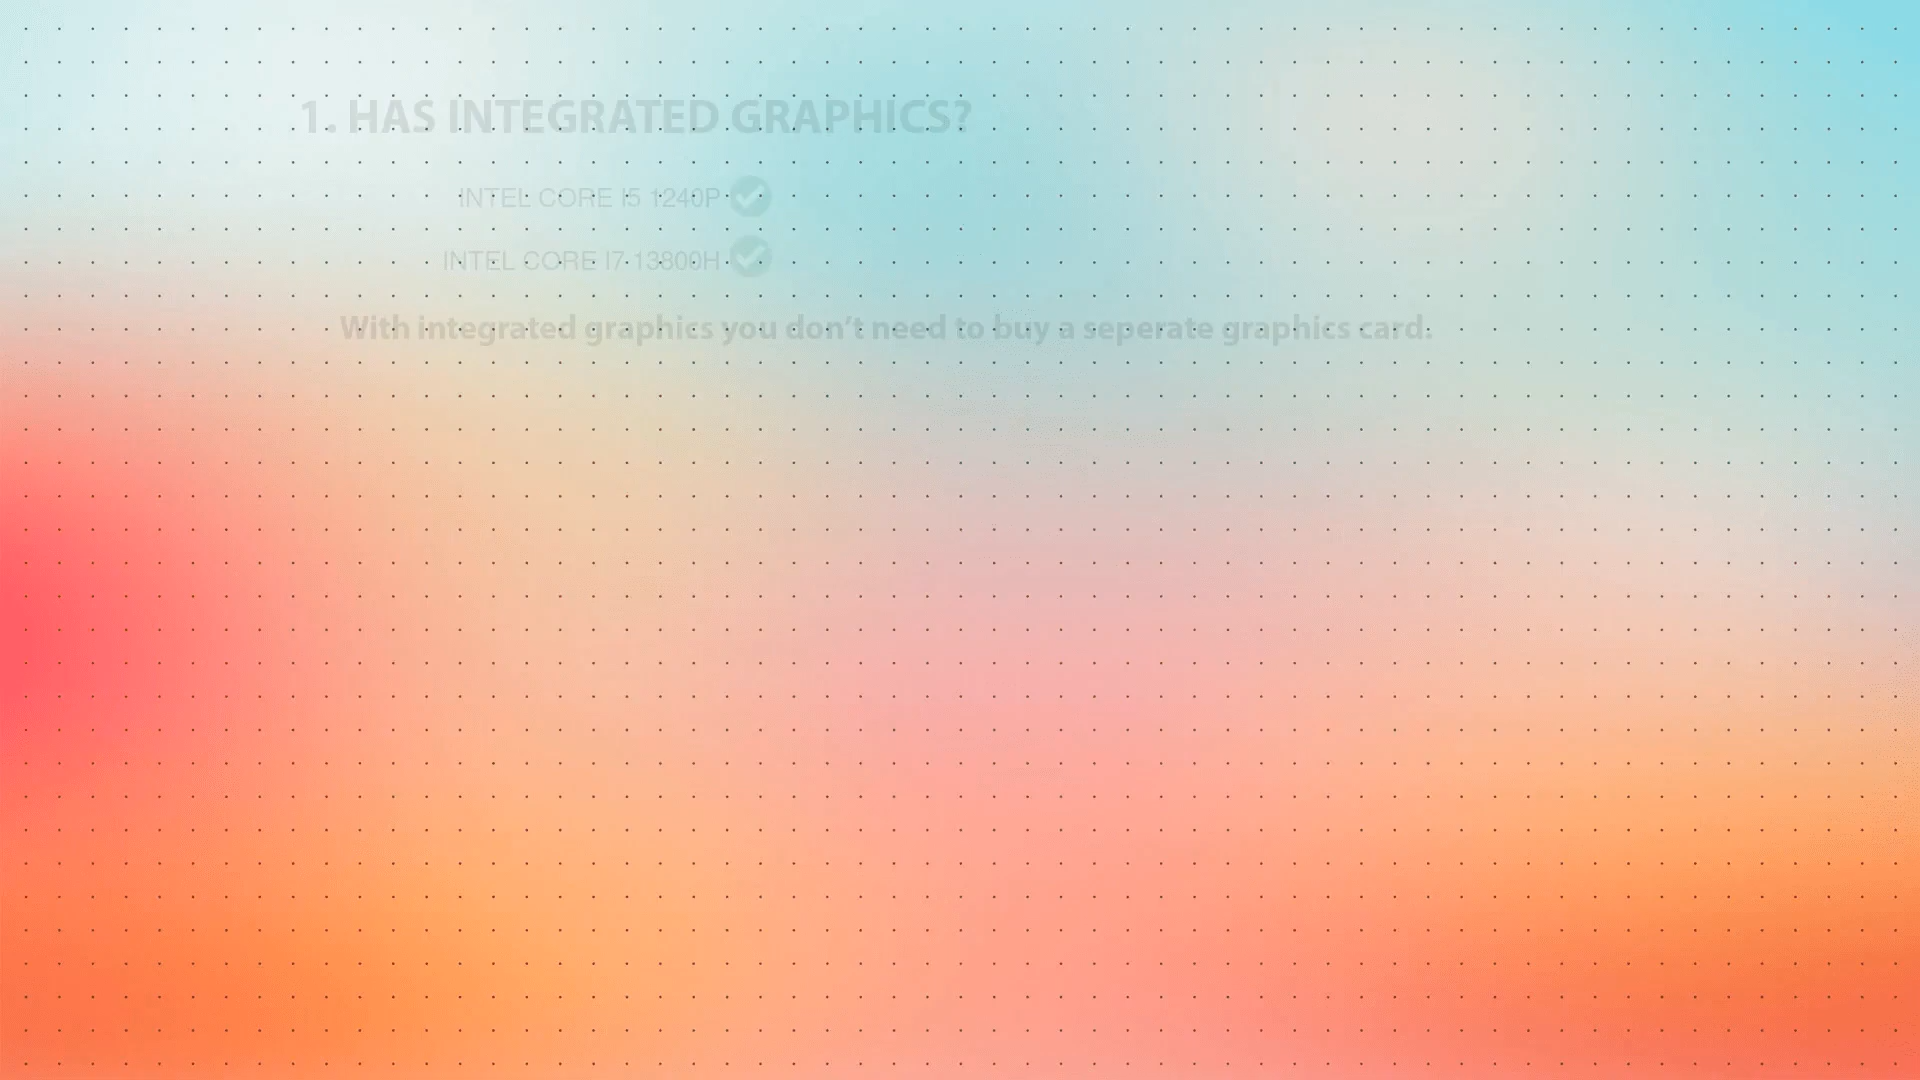 1. HAS INTEGRATED GRAPHICS?
INTEL CORE I5 1240P
INTEL CORE I7 13800H
With integrated graphics you don't need to buy a seperate graphics card.